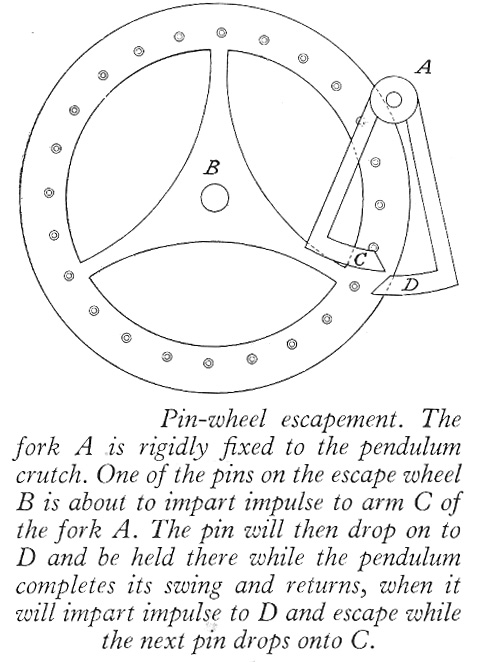 A
B
C
D
Pin-wheel escapement. The
fork A is rigidly fixed to the pendulum
crutch. One of the pins on the escape wheel
B is about to impart impulse to arm C of
the fork A. The pin will then drop on to
D and be held there while the pendulum
completes its swing and returns, when it
will impart impulse to D and escape while
the next pin drops onto C.